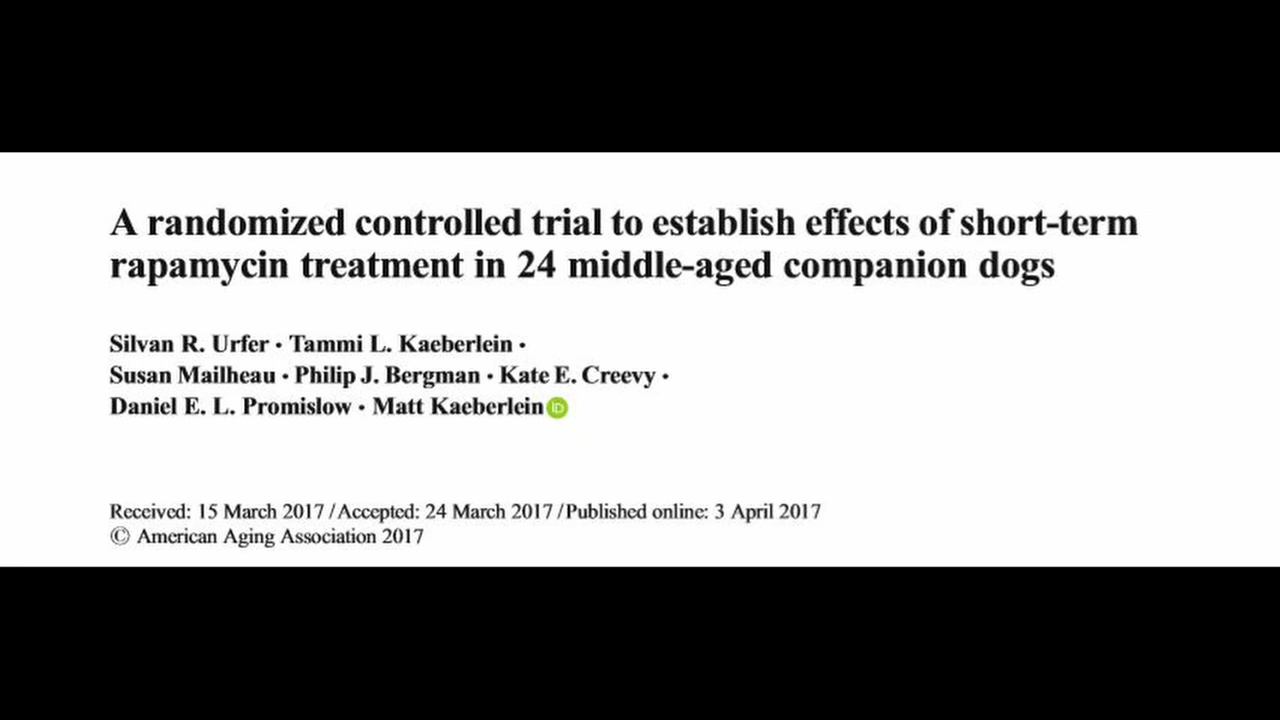 A randomized controlled trial to establish effects of short-term
rapamycin treatment in 24 middle-aged companion dogs
Silvan R. Urfer · Tammi L. Kaeberlein ·
Susan Mailheau · Philip J. Bergman · Kate E. Creevy ·
Daniel E. L. Promislow · Matt Kaeberlein iD
Received: 15 March 2017 / Accepted: 24 March 2017 / Published online: 3 April 2017
© American Aging Association 2017